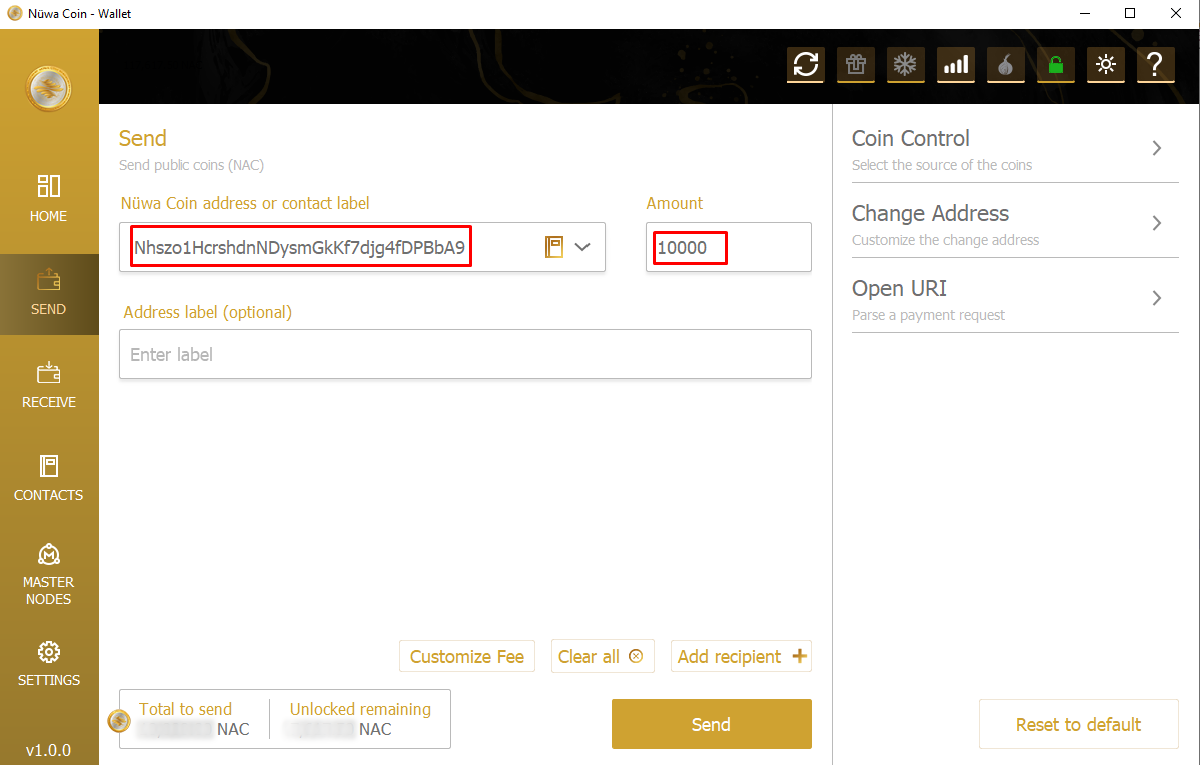 Nüwa Coin - Wallet
HOME
SEND
RECEIVE
CONTACTS
MASTER
NODES
SETTINGS
v1.0.0
Send
Send public coins (NAC)
Nüwa Coin address or contact label
Amount
Nhszo1HcrshdnNDysmGkKf7djg4fDPBbA9
10000
Address label (optional)
Enter label
Customize Fee
Clear all
Add recipient
Total to send
NAC
Unlocked remaining
NAC
Send
Coin Control
Select the source of the coins
Change Address
Customize the change address
Open URI
Parse a payment request
Reset to default